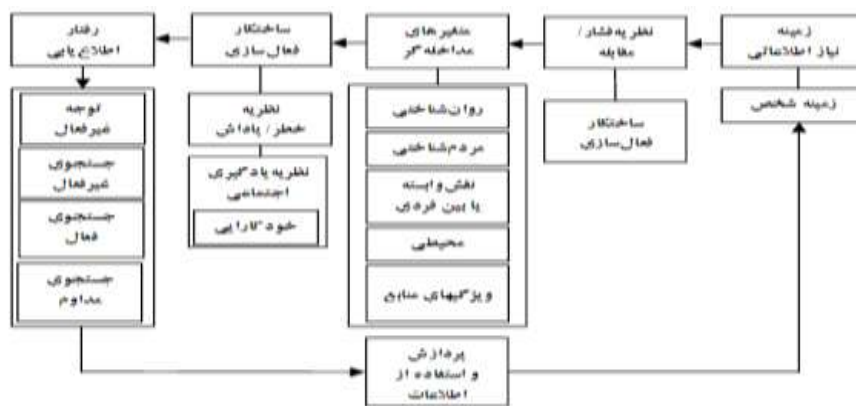 زمینه
نیاز اطلاعاتی
زمینه شخص
نظریه فشار/
مقابله
ساختکار
فعال‌سازی
متغیرهای
مداخله‌گر
روان‌شناختی
مردم‌شناختی
نقش وابسته
یا بین فردی
محیطی
ویژگیهای منابع
ساختکار
فعال‌سازی
نظریه
خطر/پاداش
نظریه یادگیری
اجتماعی
خودکارایی
رفتار
اطلاع‌یابی
توجه
غیرفعال
جستجوی
غیرفعال
جستجوی
فعال
جستجوی
مداوم
پردازش
و استفاده از
اطلاعات